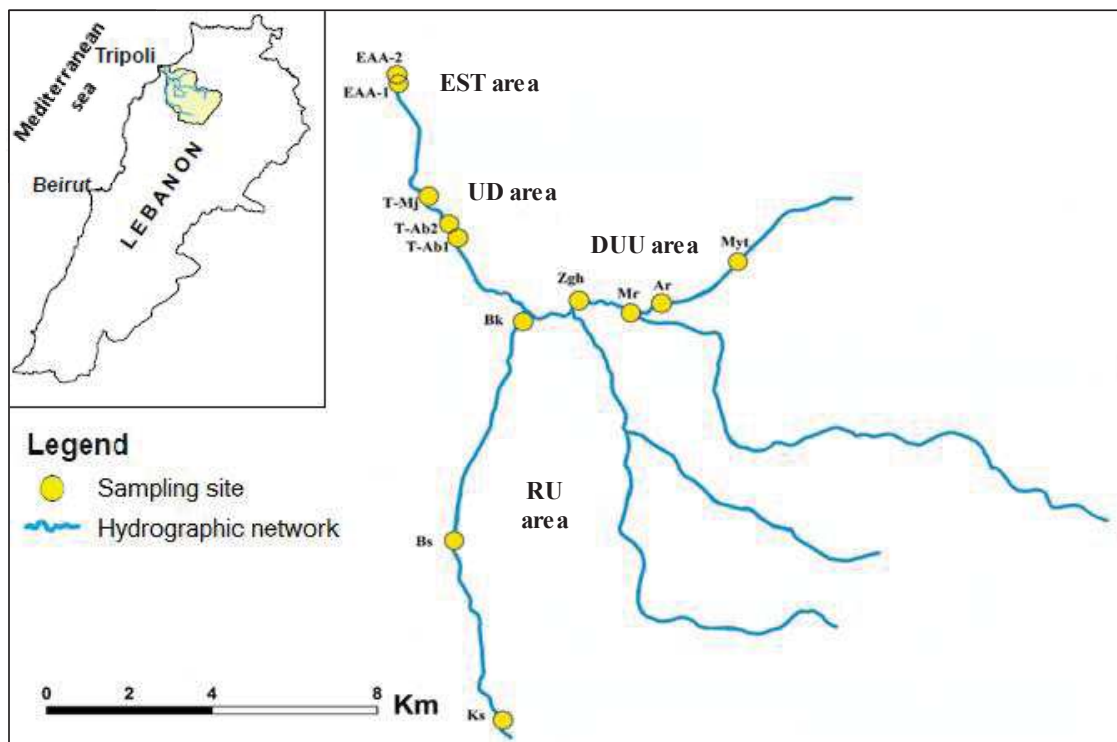 Mediterranean
sea
Tripoli
Beirut
LEBANON
EAA-2
EAA-1
EST area
T-Mj
UD area
T-Ab2
T-Ab1
DUU area
Myt
Zgh
Mr
Ar
Bk
RU
area
Bs
Ks
Legend
Sampling site
Hydrographic network
0 2 4 8 Km